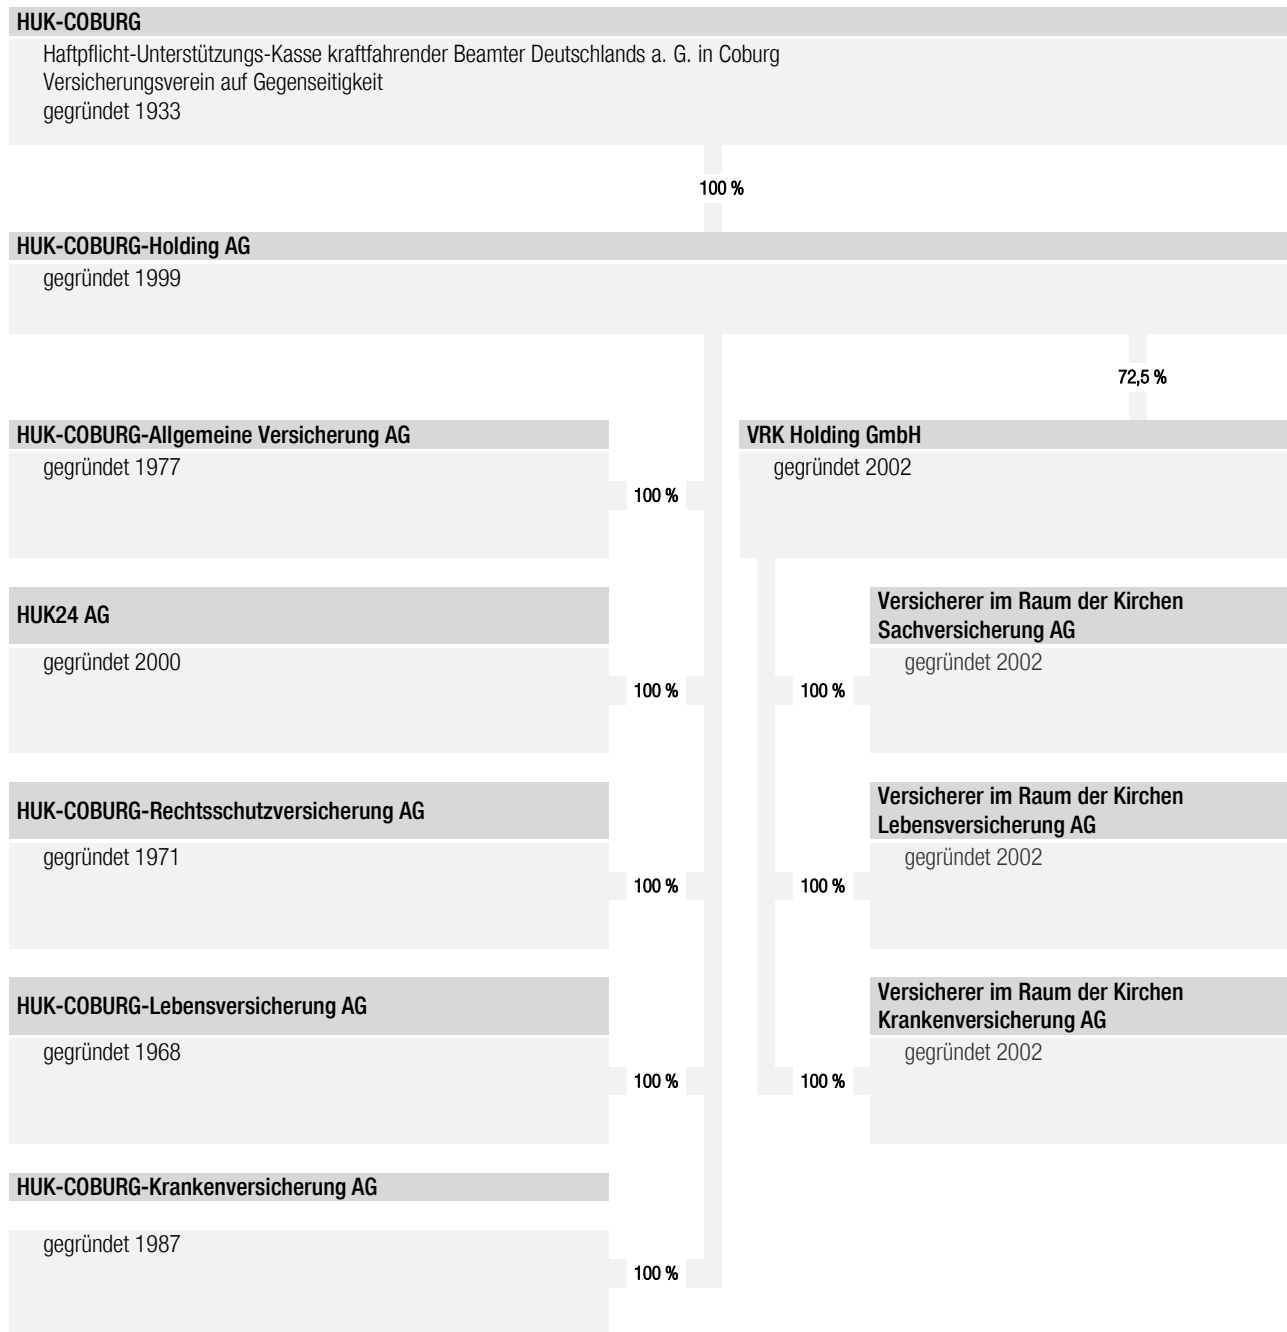 HUK-COBURG
Haftpflicht-Unterstützungs-Kasse kraftfahrender Beamter Deutschlands a. G. in Coburg
Versicherungsverein auf Gegenseitigkeit
gegründet 1933
100 %
HUK-COBURG-Holding AG
gegründet 1999
72,5 %
HUK-COBURG-Allgemeine Versicherung AG
gegründet 1977
100 %
VRK Holding GmbH
gegründet 2002
HUK24 AG
gegründet 2000
100 %
Versicherer im Raum der Kirchen
Sachversicherung AG
gegründet 2002
100 %
HUK-COBURG-Rechtsschutzversicherung AG
gegründet 1971
100 %
Versicherer im Raum der Kirchen
Lebensversicherung AG
gegründet 2002
100 %
HUK-COBURG-Lebensversicherung AG
gegründet 1968
100 %
Versicherer im Raum der Kirchen
Krankenversicherung AG
gegründet 2002
100 %
HUK-COBURG-Krankenversicherung AG
gegründet 1987
100 %